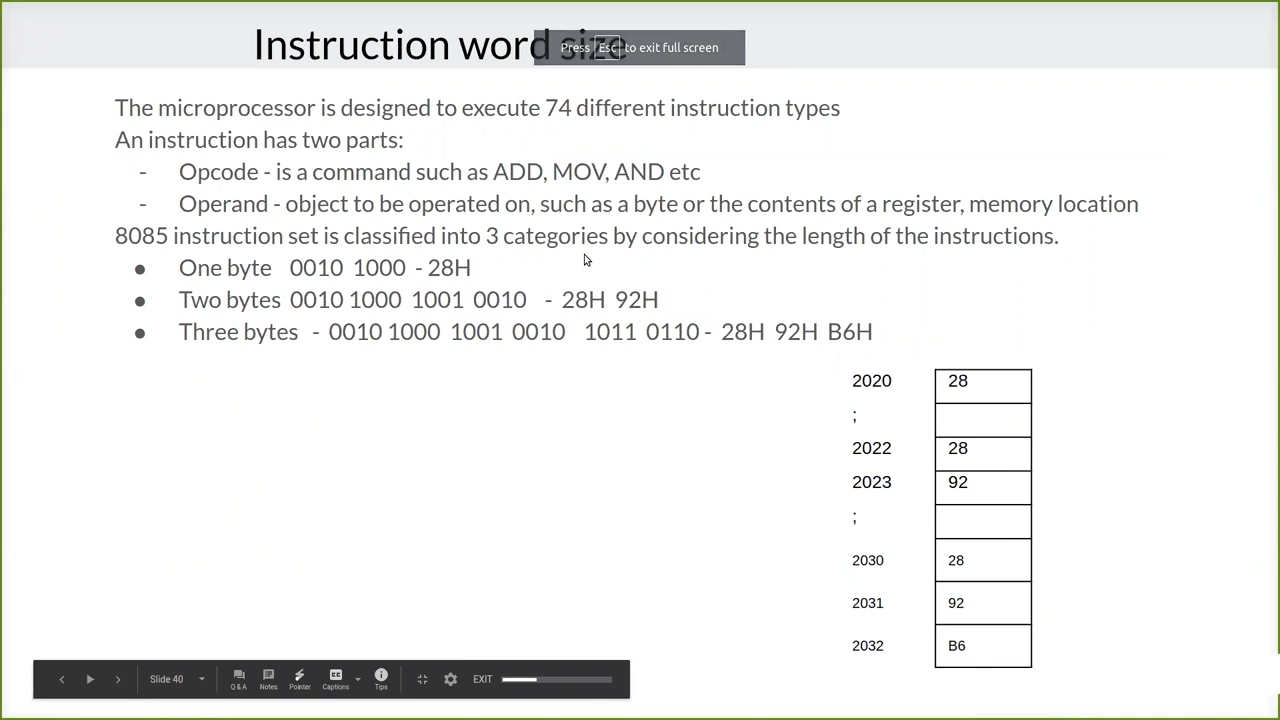 Instruction word size
Press Esc to exit full screen
The microprocessor is designed to execute 74 different instruction types
An instruction has two parts:
- Opcode - is a command such as ADD, MOV, AND etc
- Operand - object to be operated on, such as a byte or the contents of a register, memory location
8085 instruction set is classified into 3 categories by considering the length of the instructions.
● One byte 0010 1000 - 28H
● Two bytes 0010 1000 1001 0010 - 28H 92H
● Three bytes - 0010 1000 1001 0010 1011 0110 - 28H 92H B6H
2020 28
;
2022 28
2023 92
;
2030 28
2031 92
2032 B6
Slide 40 Q & A Notes Pointer Captions Tips EXIT